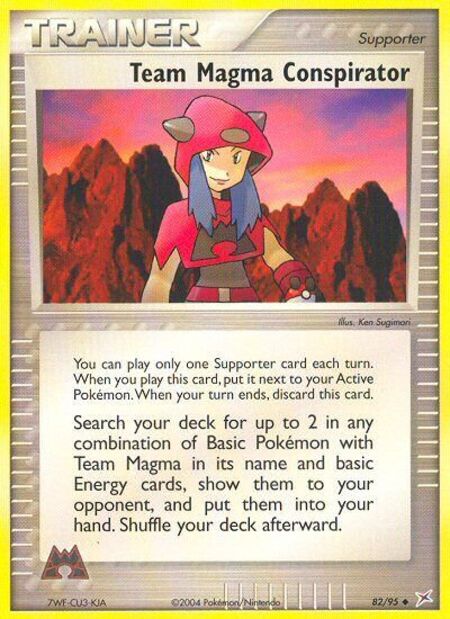 TRAINER
Supporter
Team Magma Conspirator
Illus. Ken Sugimori
You can play only one Supporter card each turn.
When you play this card, put it next to your Active
Pokémon. When your turn ends, discard this card.
Search your deck for up to 2 in any
combination of Basic Pokémon with
Team Magma in its name and basic
Energy cards, show them to your
opponent, and put them into your
hand. Shuffle your deck afterward.
7WF-CU3-KJA
©2004 Pokémon/Nintendo
82/95